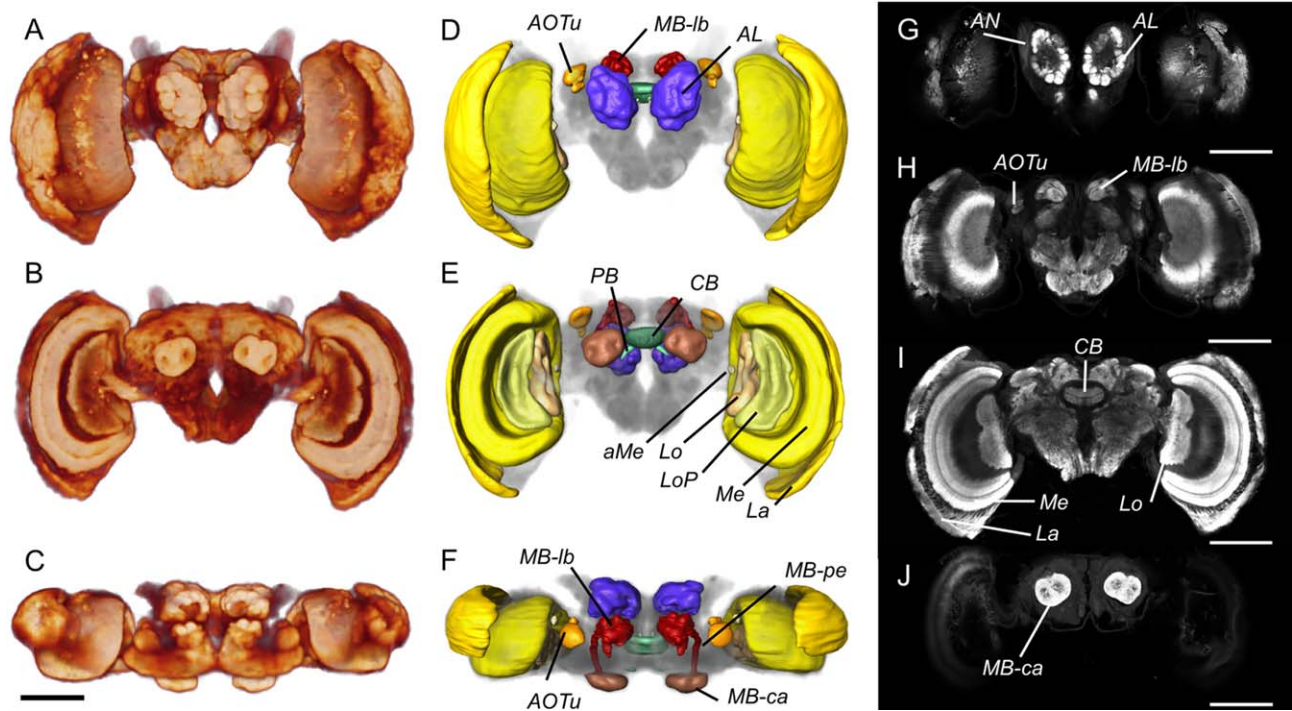 A
D
AOTu MB-lb AL
G
AN AL
H
AOTu MB-lb
B
E
PB CB
aMe Lo
LoP
Me
La
I
CB
Me
La
Lo
C
F
MB-lb
MB-pe
AOTu
MB-ca
J
MB-ca